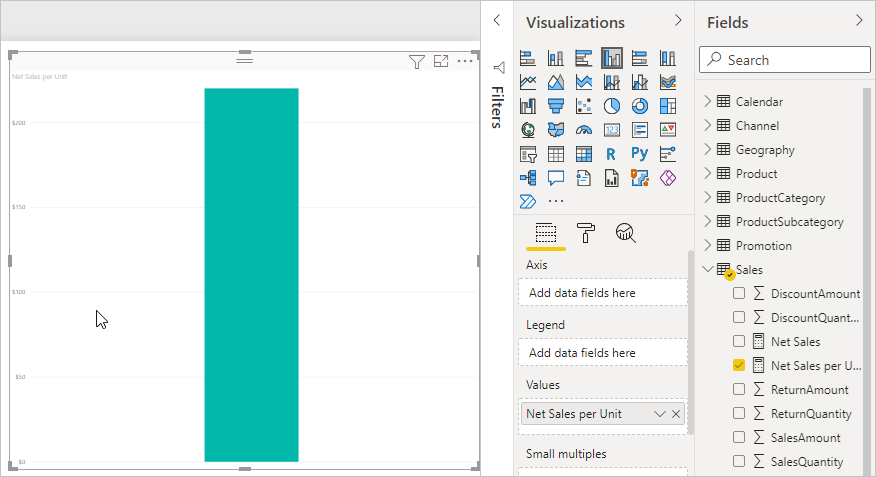 Net Sales per Unit
$200
$150
$100
$50
$0
Filters
Visualizations
123
R
Py
Axis
Add data fields here
Legend
Add data fields here
Values
Net Sales per Unit
Small multiples
Fields
Search
Calendar
Channel
Geography
Product
ProductCategory
ProductSubcategory
Promotion
Sales
DiscountAmount
DiscountQuant...
Net Sales
Net Sales per U...
ReturnAmount
ReturnQuantity
SalesAmount
SalesQuantity